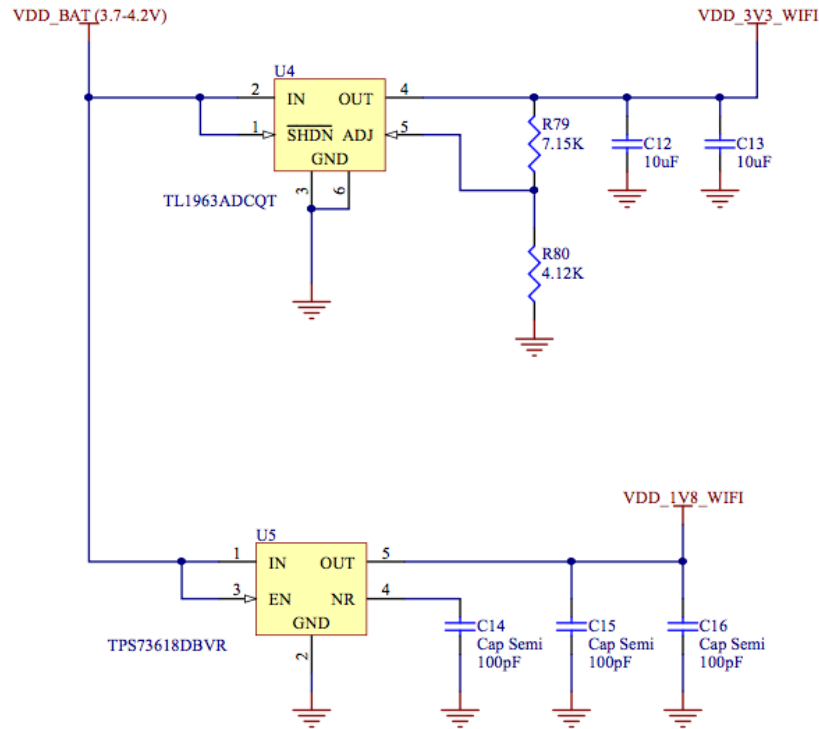 VDD_BAT (3.7-4.2V)
VDD_3V3_WIFI
U4
2
IN
OUT
4
1
SHDN
ADJ
5
GND
3
6
TL1963ADCQT
R79
7.15K
C12
10uF
C13
10uF
R80
4.12K
VDD_1V8_WIFI
U5
1
IN
OUT
5
3
EN
NR
4
GND
2
TPS73618DBVR
C14
Cap Semi
100pF
C15
Cap Semi
100pF
C16
Cap Semi
100pF